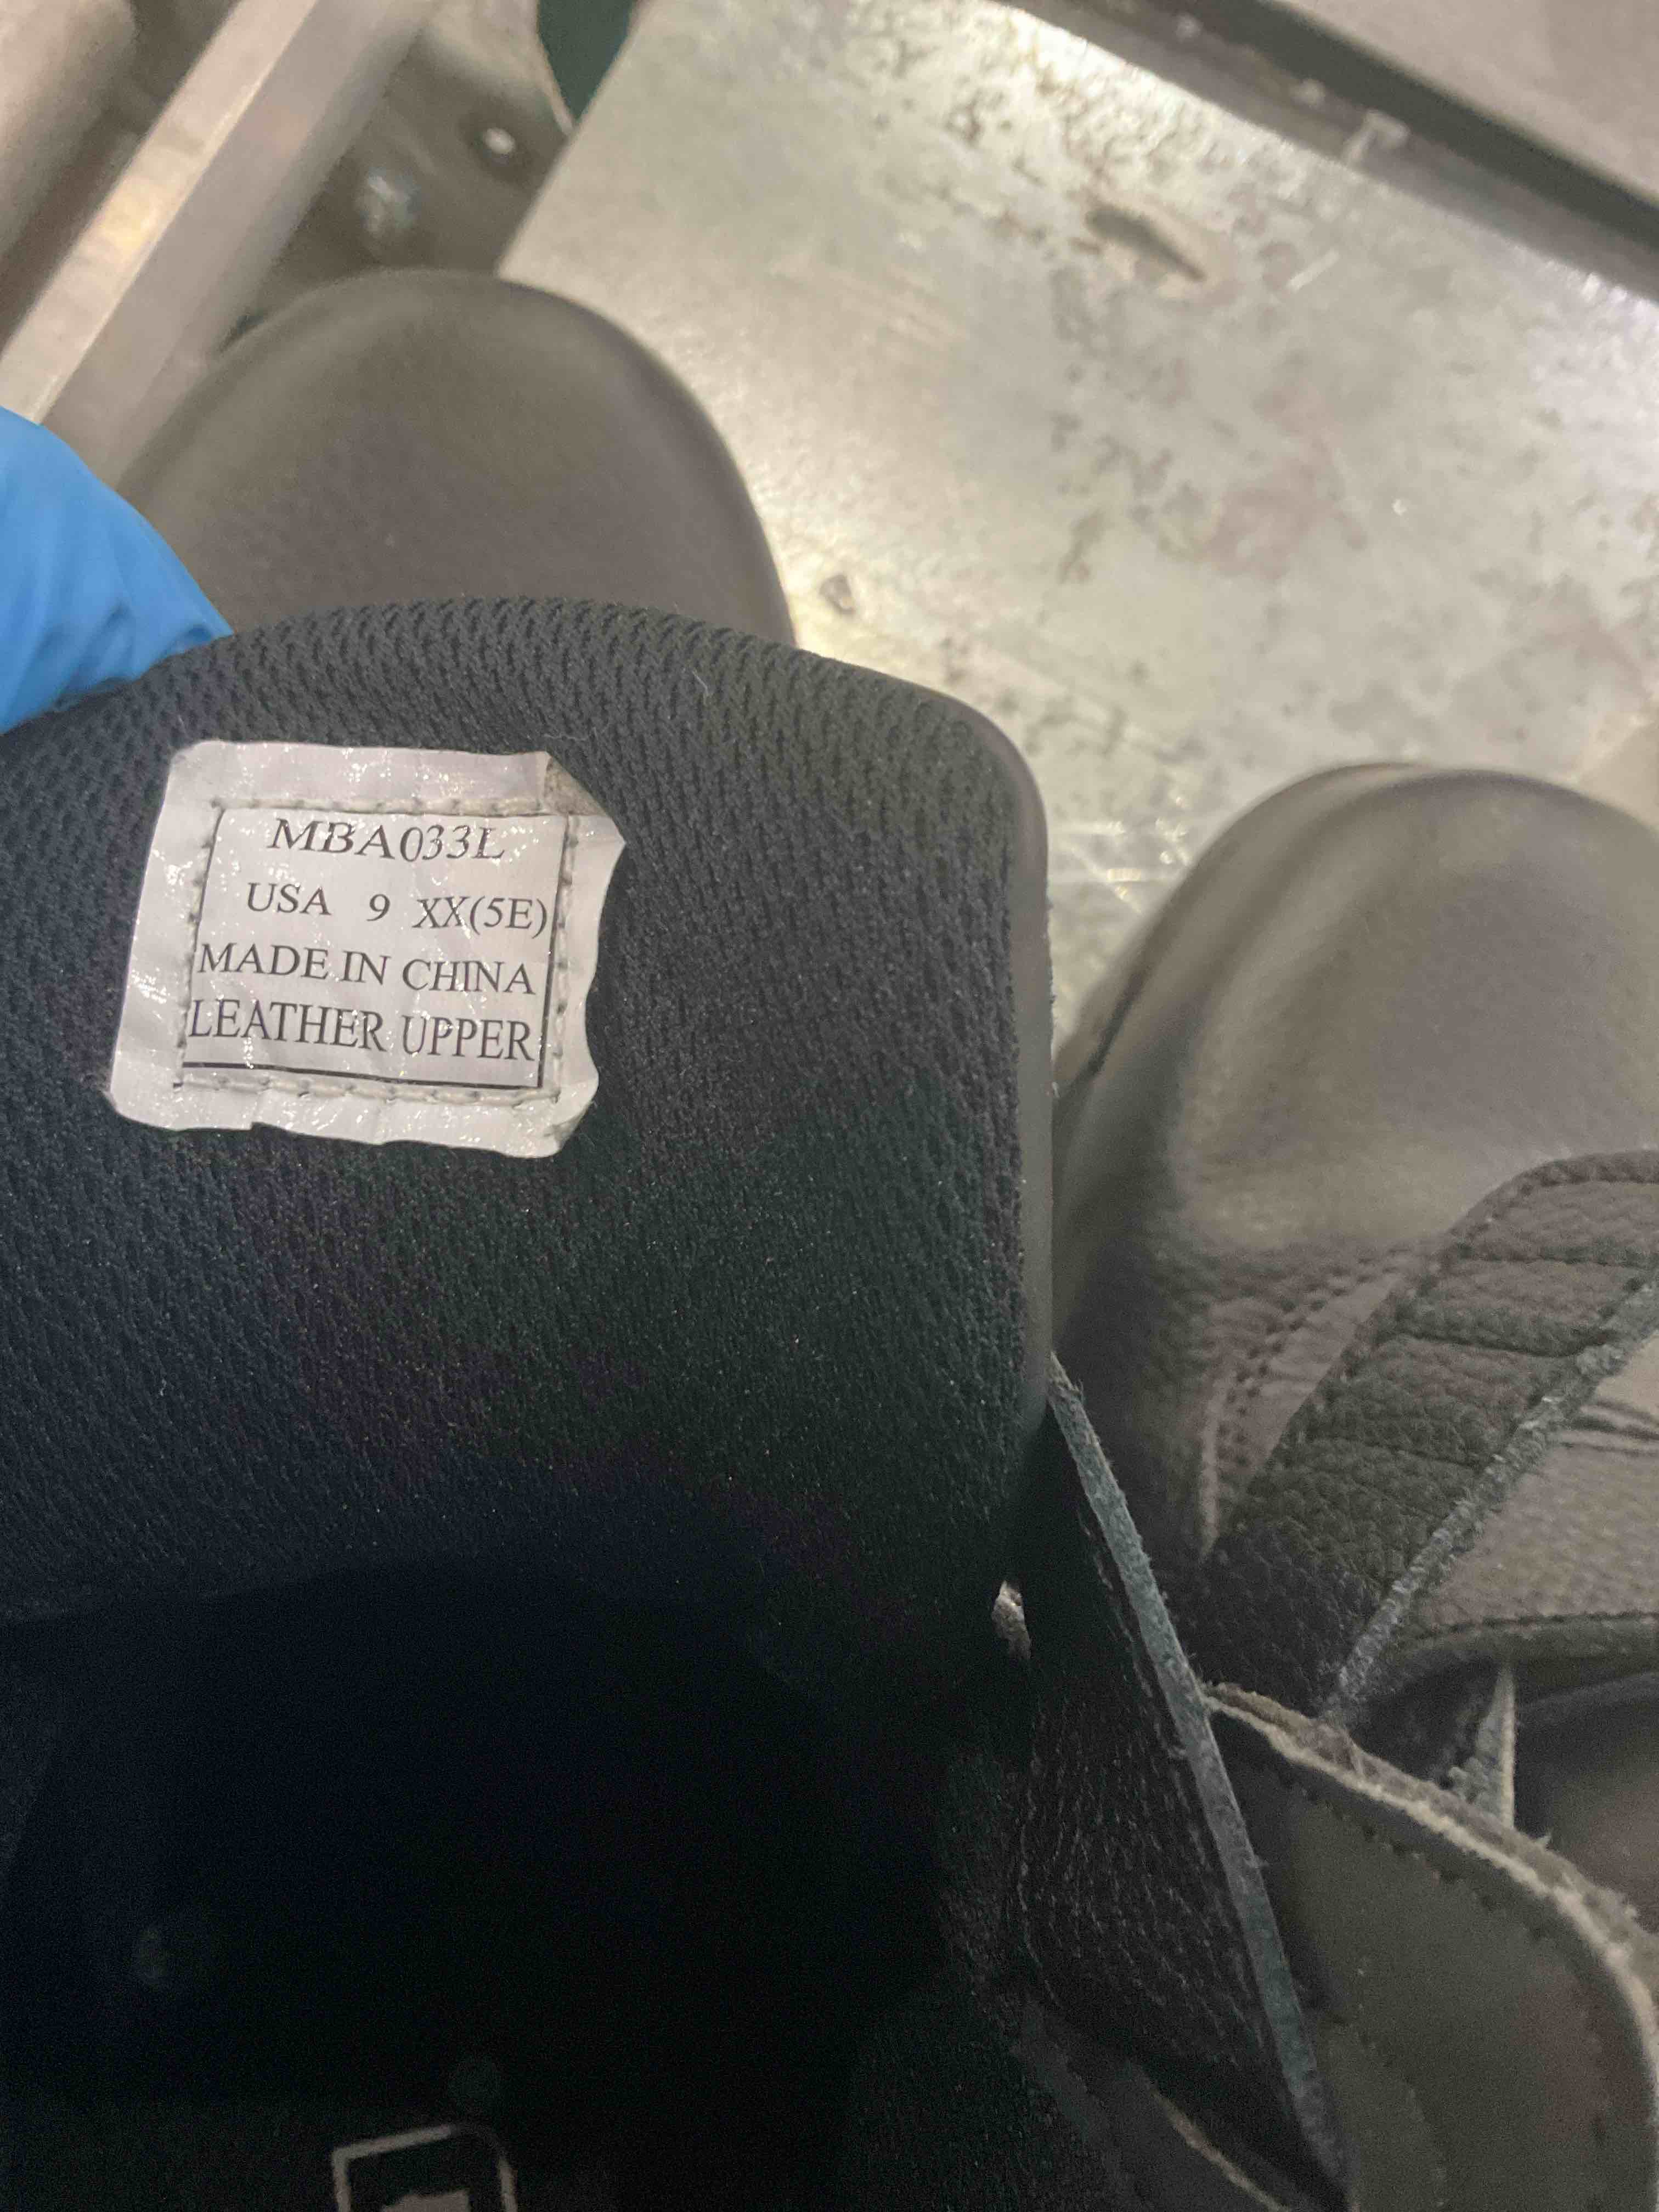 MBA033L
USA 9 XX(5E)
MADE IN CHINA
LEATHER UPPER